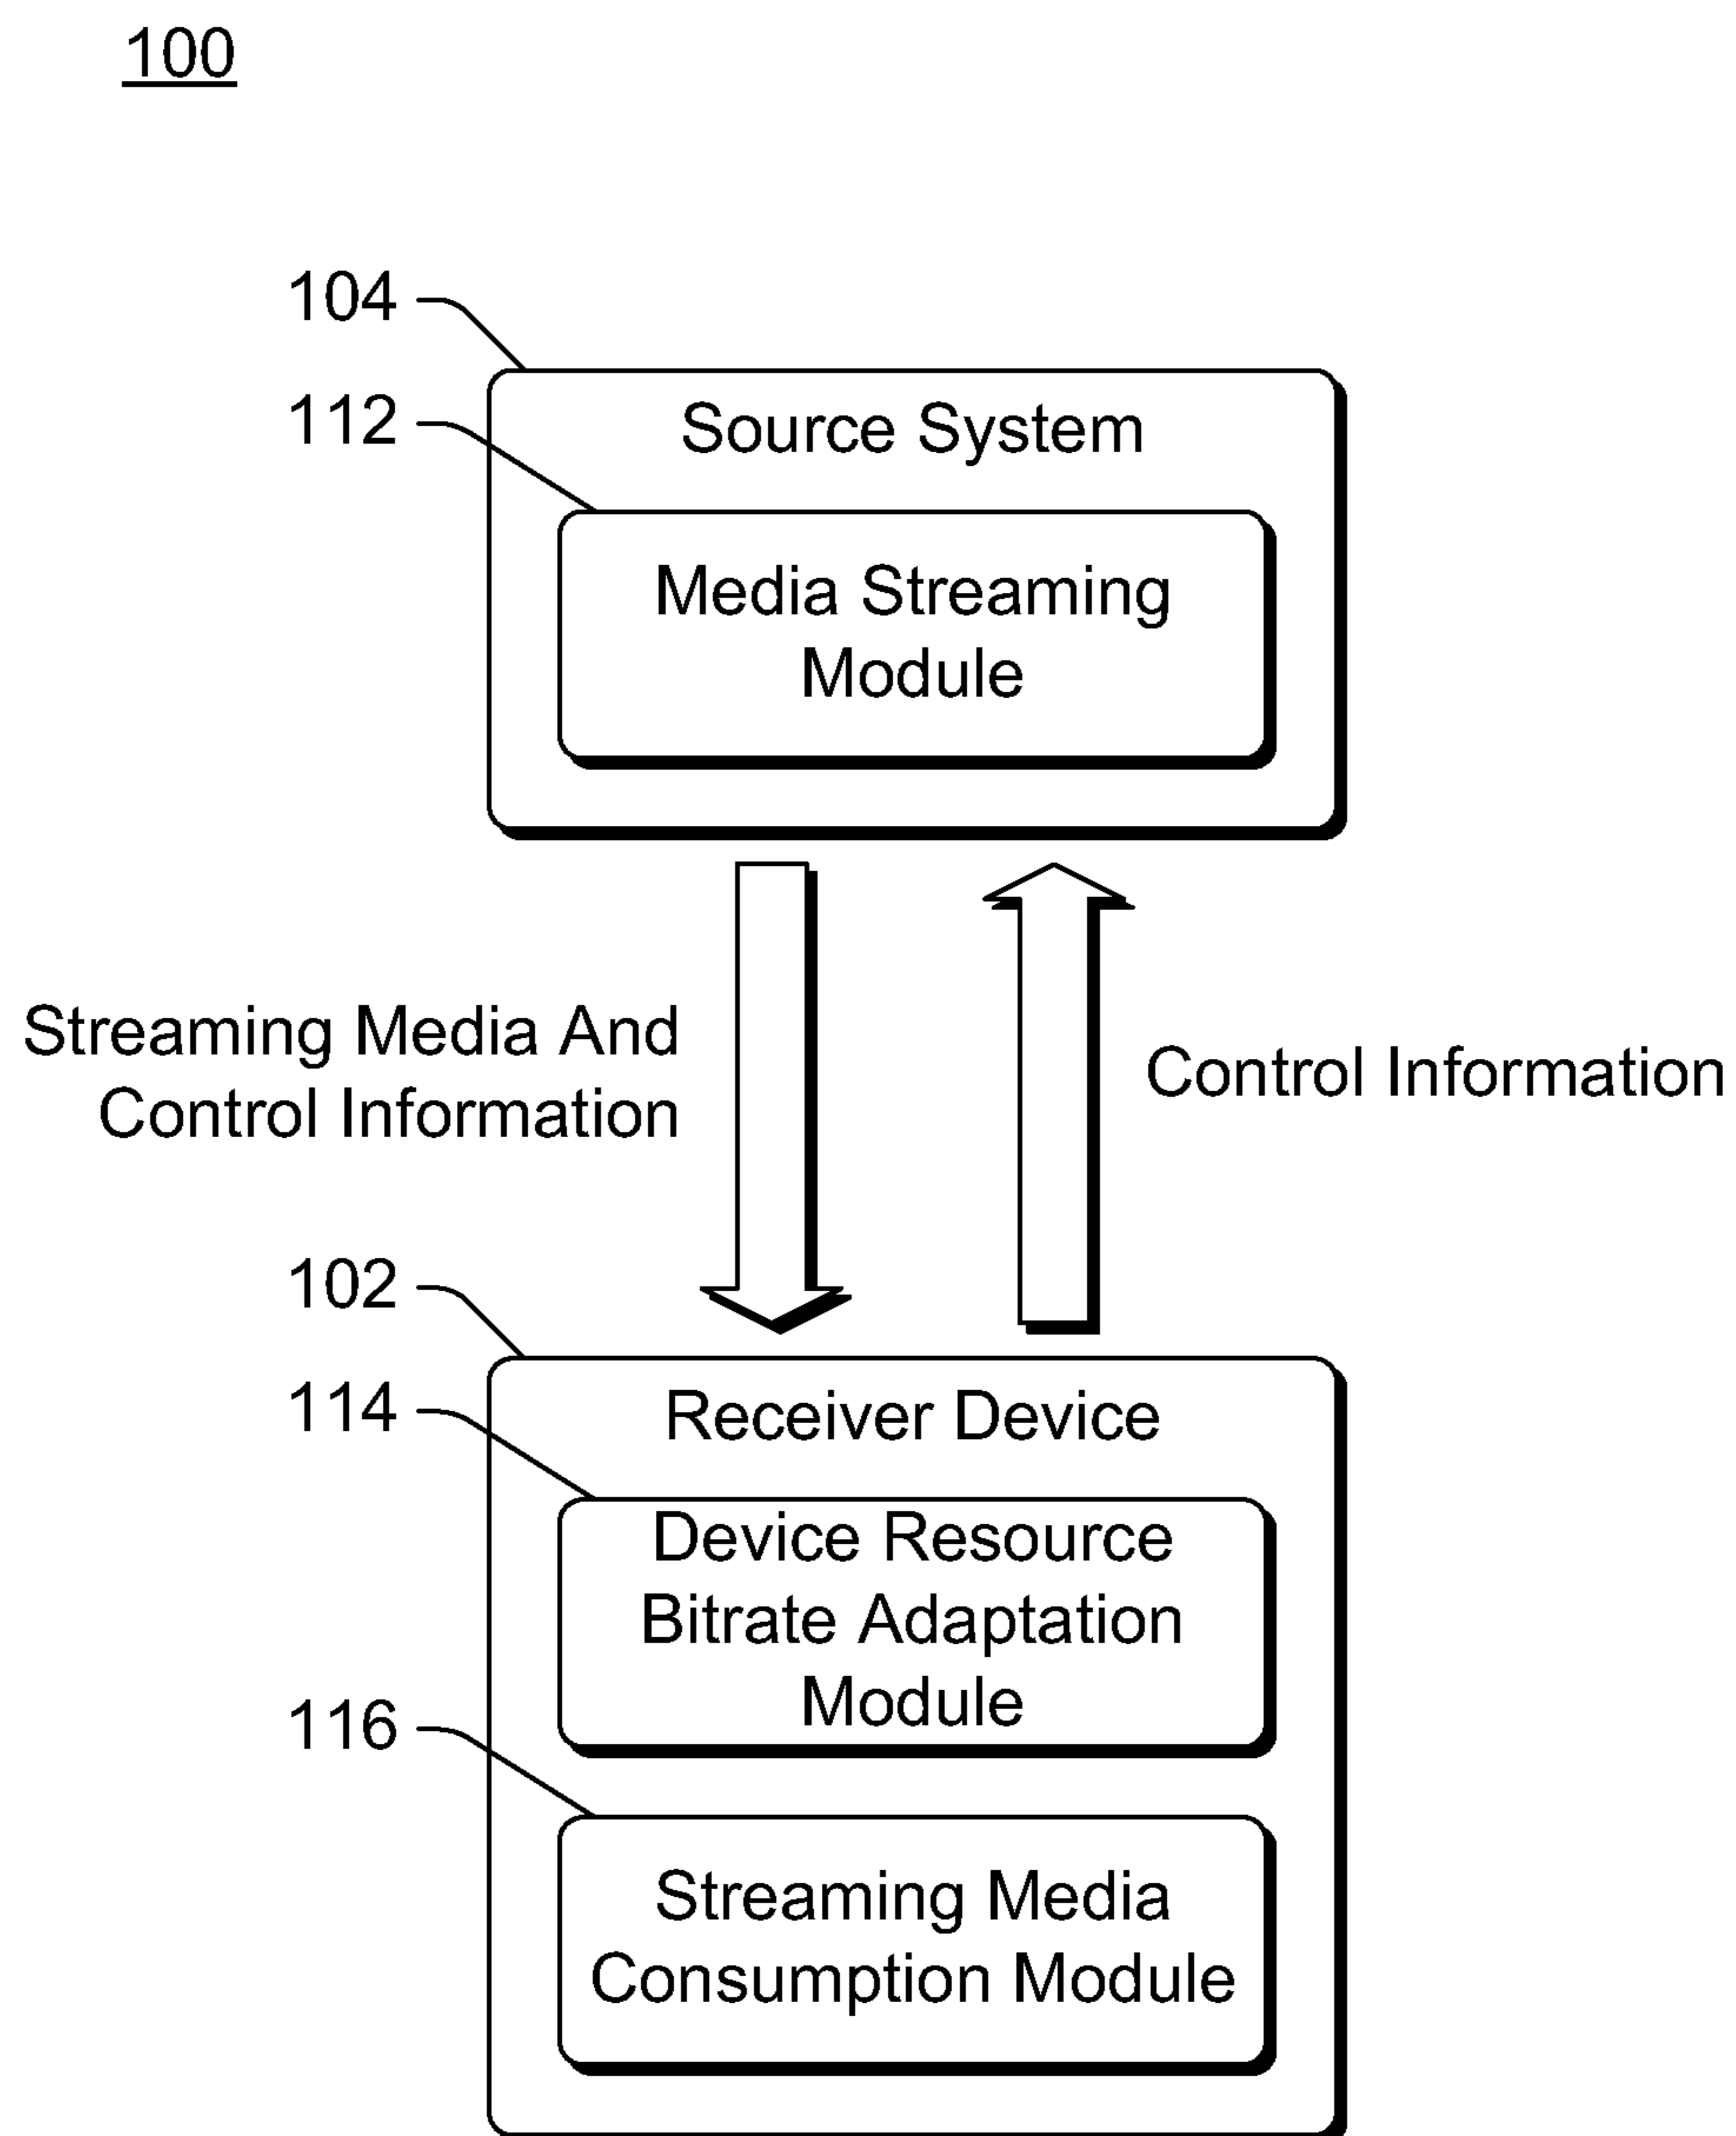 100
104
112
Source System
Media Streaming
Module
Streaming Media And
Control Information
Control Information
102
114
116
Receiver Device
Device Resource
Bitrate Adaptation
Module
Streaming Media
Consumption Module